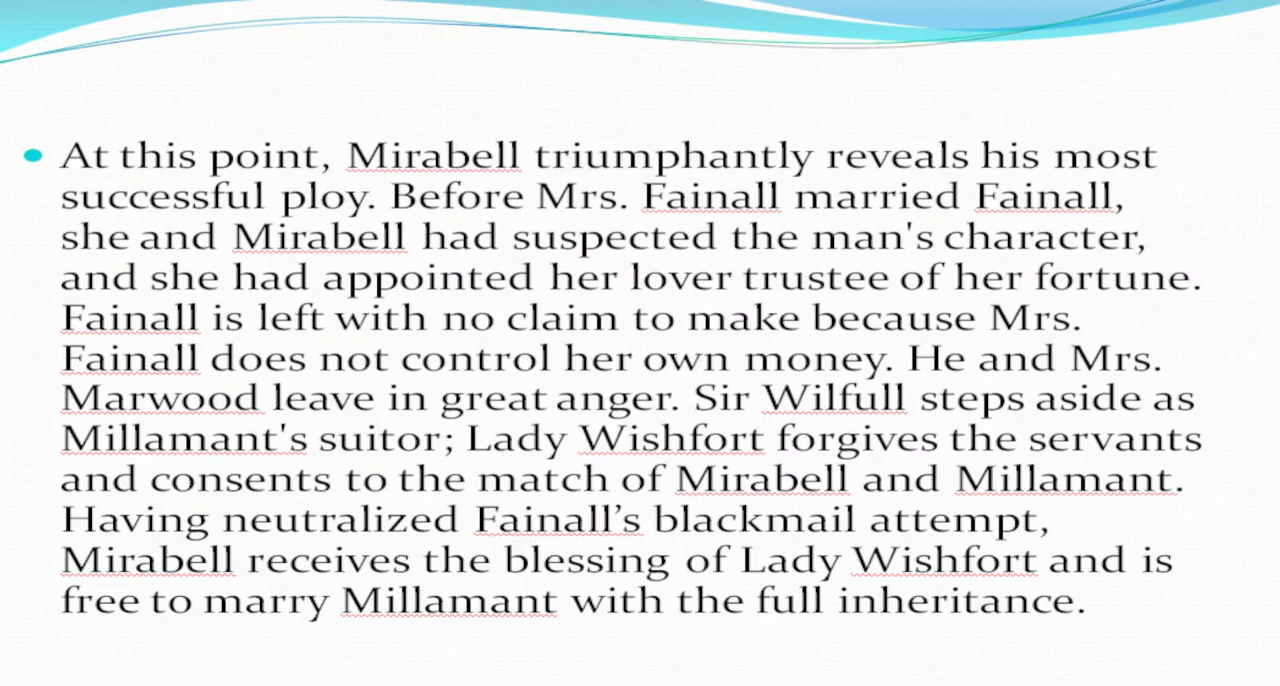 • At this point, Mirabell triumphantly reveals his most
successful ploy. Before Mrs. Fainall married Fainall,
she and Mirabell had suspected the man's character,
and she had appointed her lover trustee of her fortune.
Fainall is left with no claim to make because Mrs.
Fainall does not control her own money. He and Mrs.
Marwood leave in great anger. Sir Wilfull steps aside as
Millamant's suitor; Lady Wishfort forgives the servants
and consents to the match of Mirabell and Millamant.
Having neutralized Fainall’s blackmail attempt,
Mirabell receives the blessing of Lady Wishfort and is
free to marry Millamant with the full inheritance.